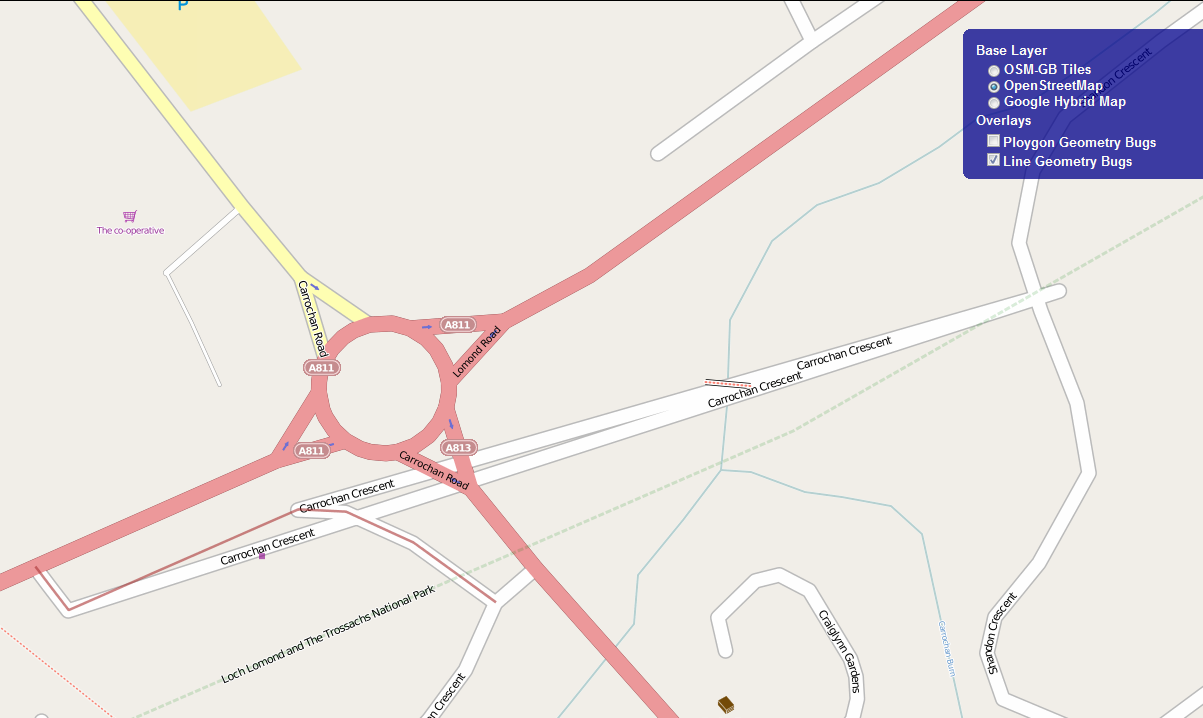 P
Base Layer
OSM-GB Tiles
OpenStreetMap
Google Hybrid Map
Overlays
Ploygon Geometry Bugs
Line Geometry Bugs
Crescent
The co-operative
Carrochan Road
A811
Lomond Road
A811
Carrochan Crescent
Carrochan Crescent
A811
A813
Carrochan Road
Carrochan Crescent
Carrochan Crescent
Loch Lomond and The Trossachs National Park
Crescent
Craiglynn Gardens
Carrochan Burn
Shandon Crescent